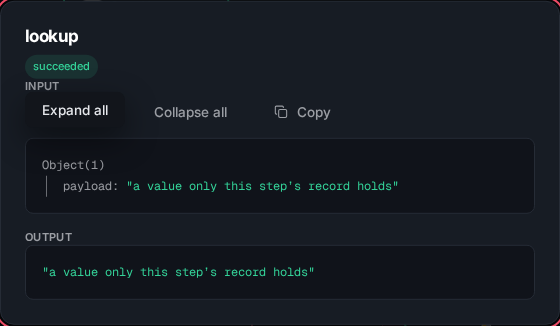 lookup
succeeded
INPUT
Expand all Collapse all Copy
Object(1)
payload: "a value only this step's record holds"
OUTPUT
"a value only this step's record holds"